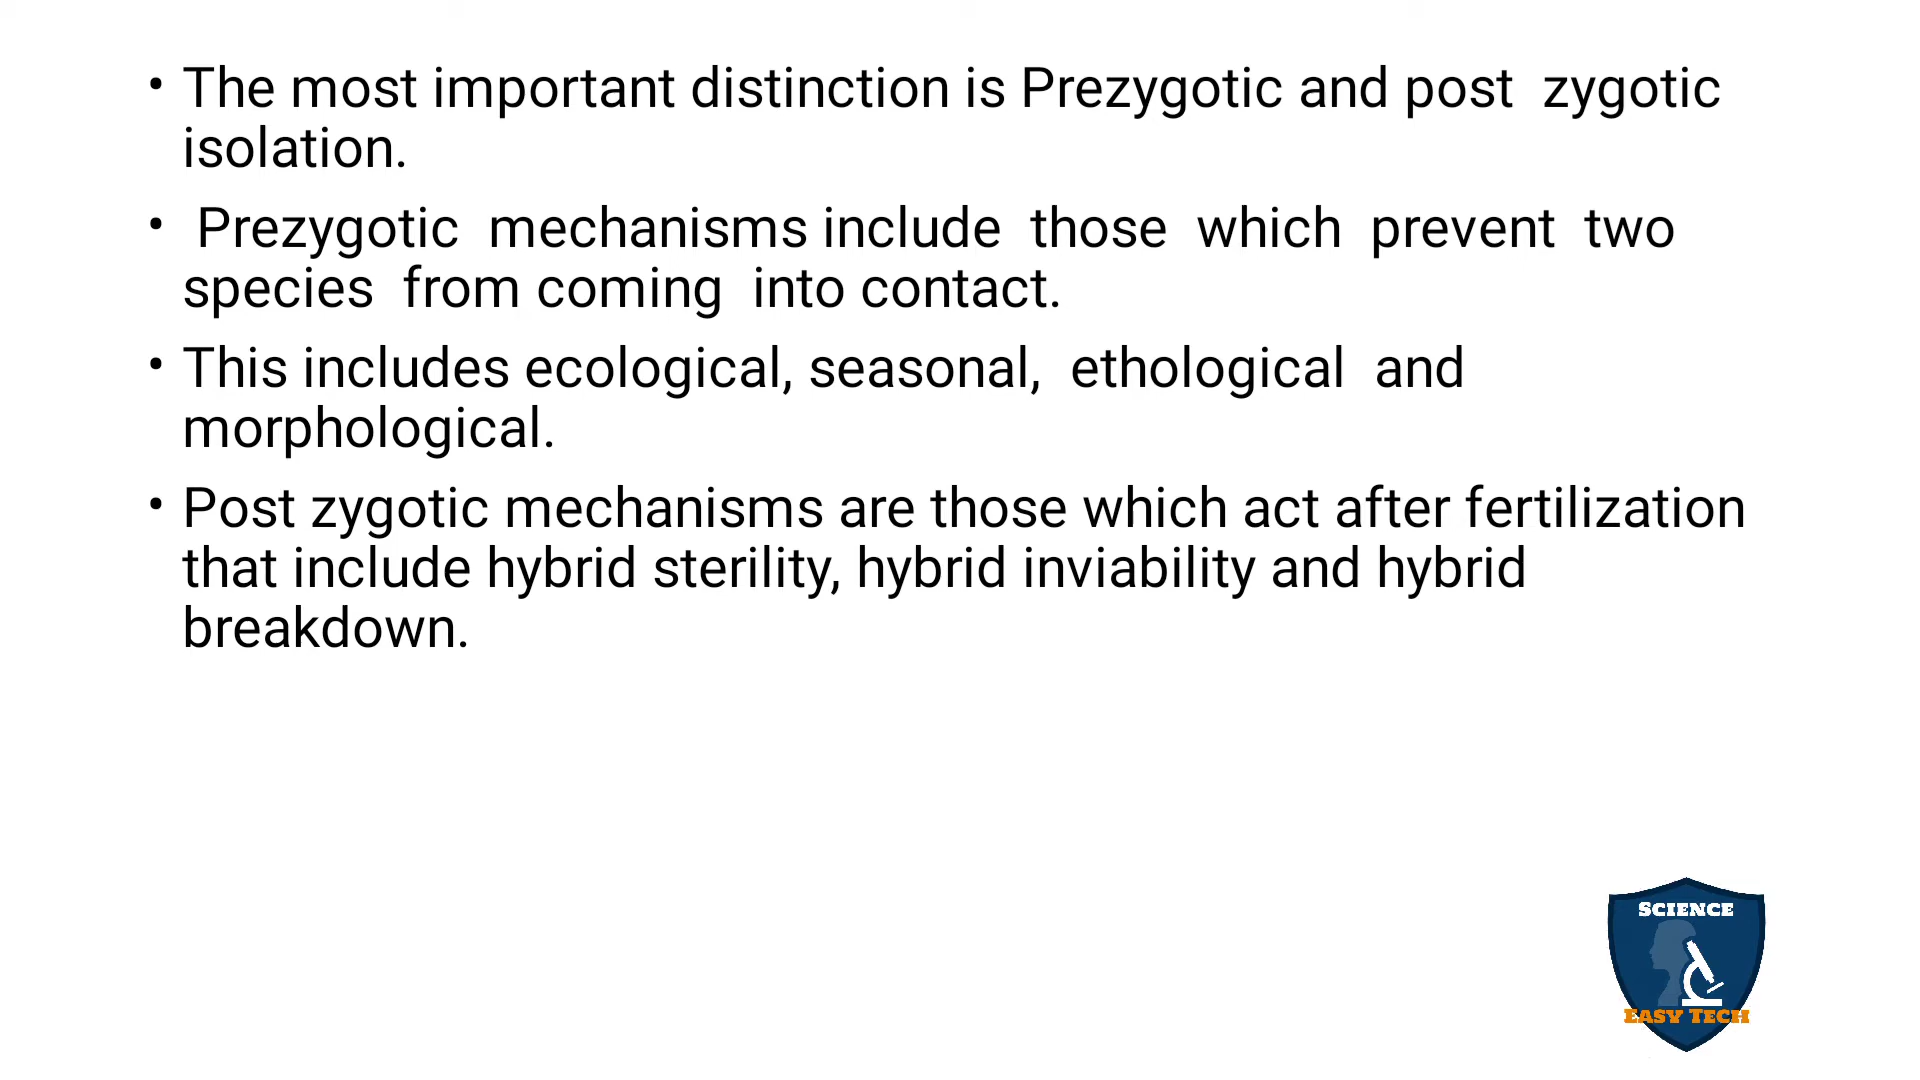 • The most important distinction is Prezygotic and post  zygotic
isolation.
•  Prezygotic  mechanisms include  those  which  prevent  two
species  from coming  into contact.
• This includes ecological, seasonal,  ethological  and
morphological.
• Post zygotic mechanisms are those which act after fertilization
that include hybrid sterility, hybrid inviability and hybrid
breakdown.
SCIENCE
EASY TECH